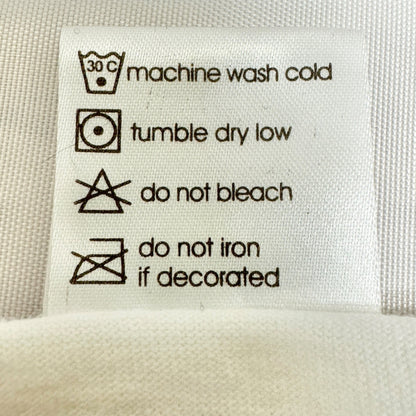 30 C machine wash cold
tumble dry low
do not bleach
do not iron
if decorated